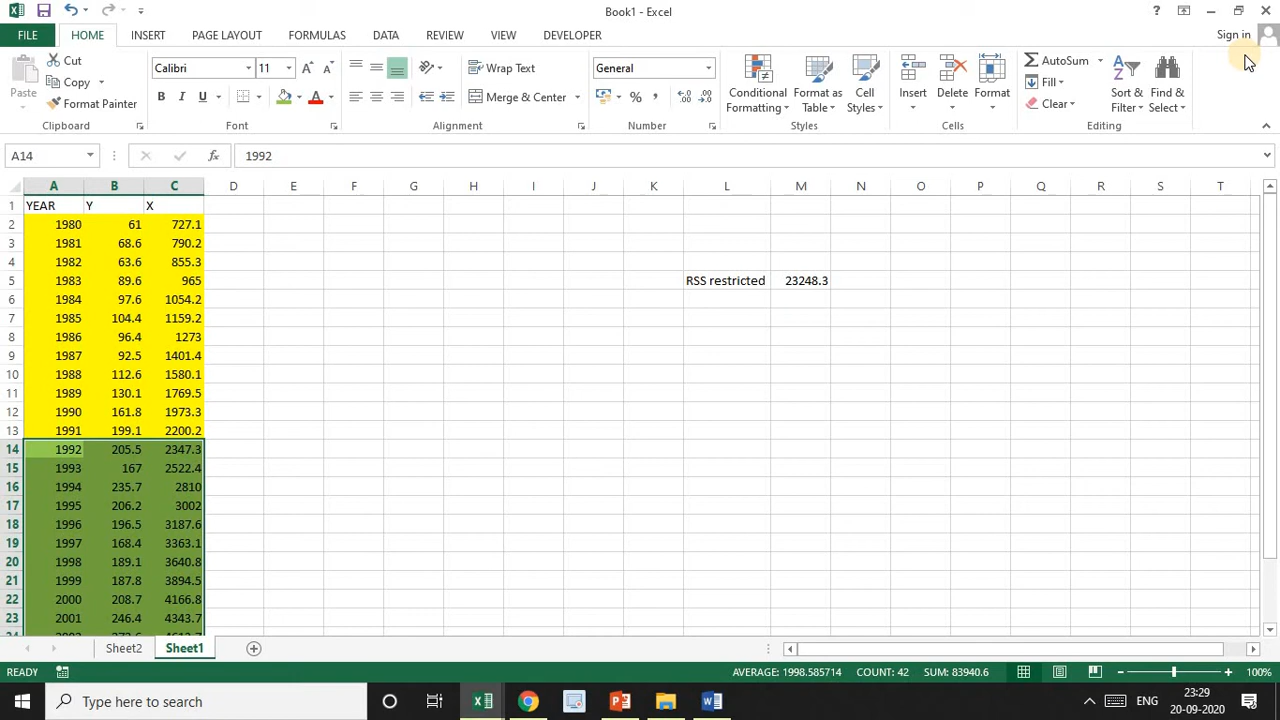 Book1 - Excel
?
FILE HOME INSERT PAGE LAYOUT FORMULAS DATA REVIEW VIEW DEVELOPER Sign in
Paste
Cut
Copy
Format Painter
Clipboard
Calibri 11
B I U
Font
Wrap Text
Merge & Center
Alignment
General
% ,
Number
Conditional Formatting
Format as Table
Cell Styles
Styles
Insert Delete Format
Cells
AutoSum
Fill
Clear
Sort & Filter
Find & Select
Editing
A14 fx 1992
A B C D E F G H I J K L M N O P Q R S T
1 YEAR Y X
2 1980 61 727.1
3 1981 68.6 790.2
4 1982 63.6 855.3
5 1983 89.6 965 RSS restricted 23248.3
6 1984 97.6 1054.2
7 1985 104.4 1159.2
8 1986 96.4 1273
9 1987 92.5 1401.4
10 1988 112.6 1580.1
11 1989 130.1 1769.5
12 1990 161.8 1973.3
13 1991 199.1 2200.2
14 1992 205.5 2347.3
15 1993 167 2522.4
16 1994 235.7 2810
17 1995 206.2 3002
18 1996 196.5 3187.6
19 1997 168.4 3363.1
20 1998 189.1 3640.8
21 1999 187.8 3894.5
22 2000 208.7 4166.8
23 2001 246.4 4343.7
Sheet2 Sheet1
READY AVERAGE: 1998.585714 COUNT: 42 SUM: 83940.6 100%
Type here to search
ENG
23:29
20-09-2020